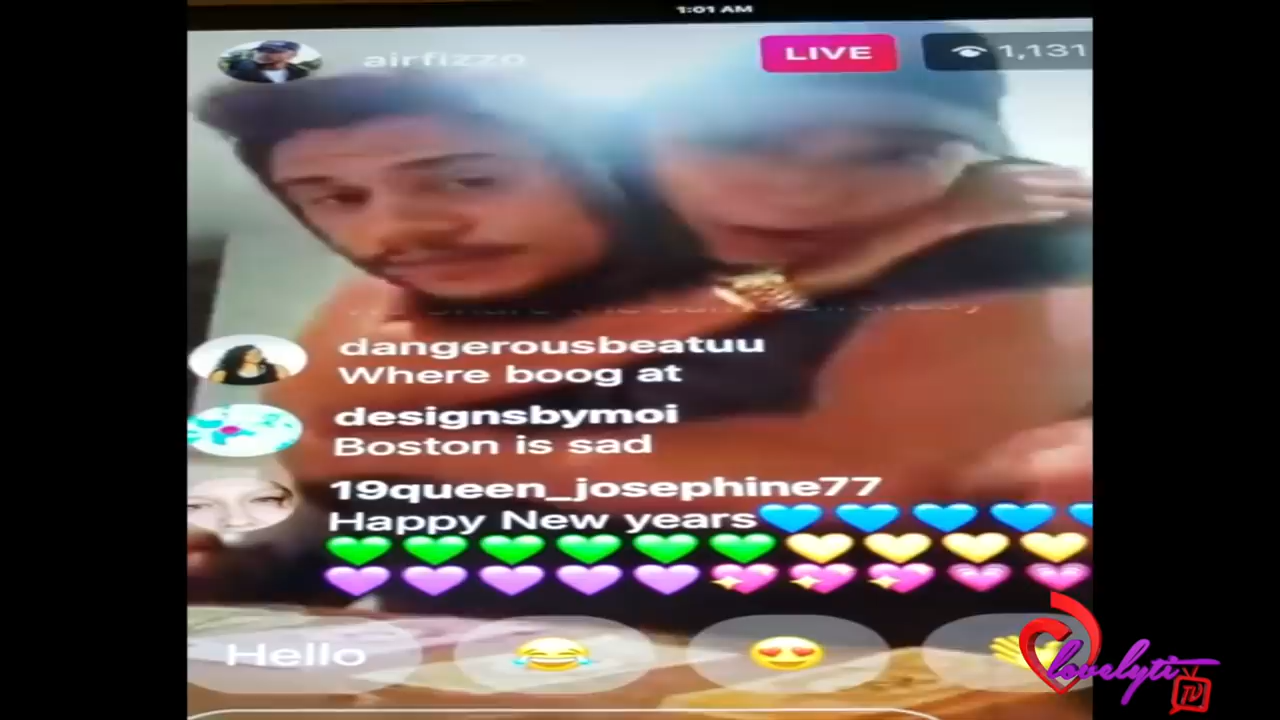 1:01 AM
airfizzo
LIVE
1,131
dangerousbeatuu
Where boog at
designsbymoi
Boston is sad
19queen_josephine77
Happy New years
Hello
lovelyti
TV